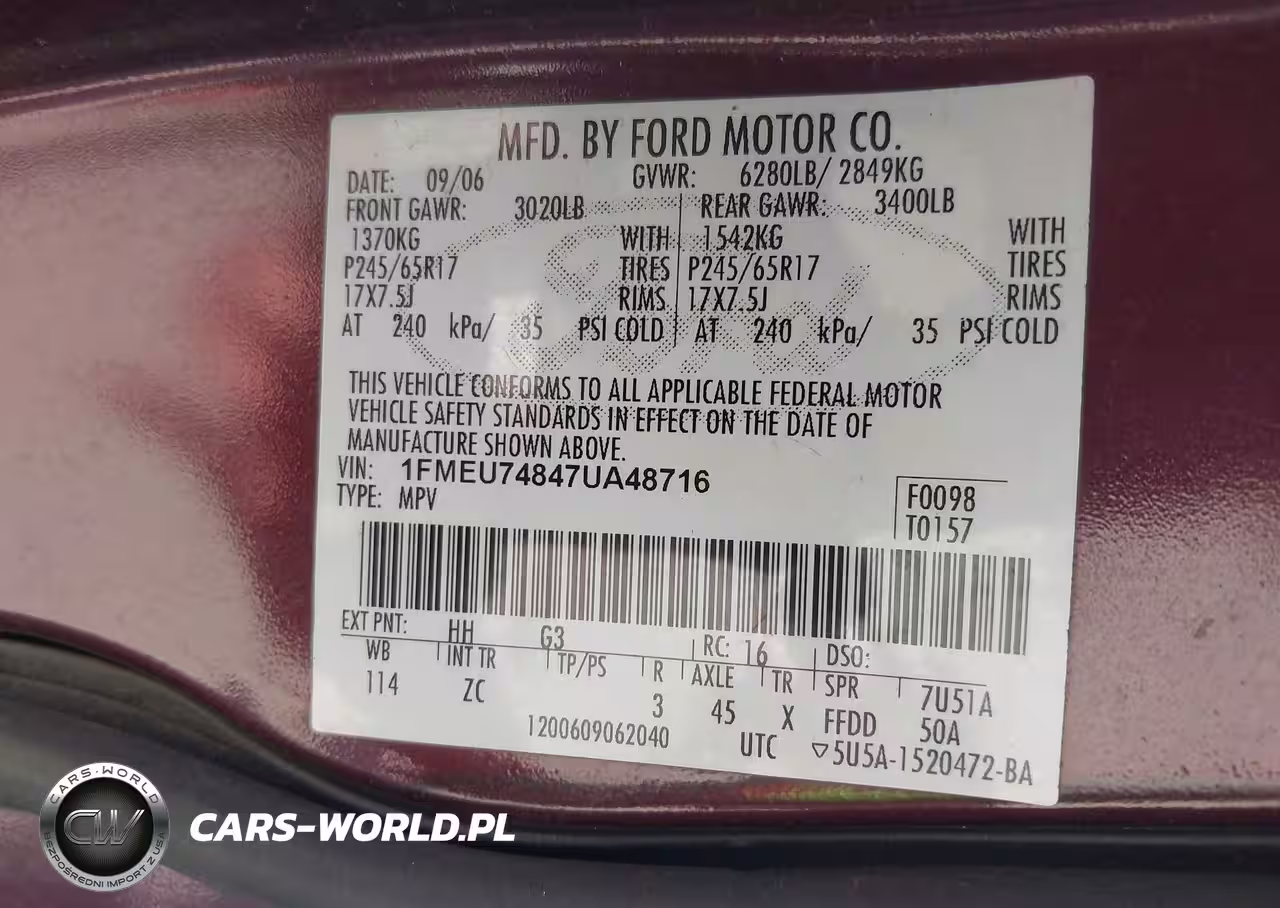 MFD. BY FORD MOTOR CO.
DATE: 09/06 GVWR: 6280LB/ 2849KG
FRONT GAWR: 3020LB REAR GAWR: 3400LB
1370KG WITH 1542KG WITH
P245/65R17 TIRES P245/65R17 TIRES
17X7.5J RIMS 17X7.5J RIMS
AT 240 kPa/ 35 PSI COLD AT 240 kPa/ 35 PSI COLD
THIS VEHICLE CONFORMS TO ALL APPLICABLE FEDERAL MOTOR
VEHICLE SAFETY STANDARDS IN EFFECT ON THE DATE OF
MANUFACTURE SHOWN ABOVE.
VIN: 1FMEU74847UA48716
TYPE: MPV
F0098
T0157
EXT PNT: HH G3 RC: 16 DSO:
WB INT TR TP/PS R AXLE TR SPR 7U51A
114 ZC 3 45 X FFDD 50A
1200609062040 UTC ▽5U5A-1520472-BA
CARS-WORLD
CW
BEZPOŚREDNI IMPORT Z USA
CARS-WORLD.PL